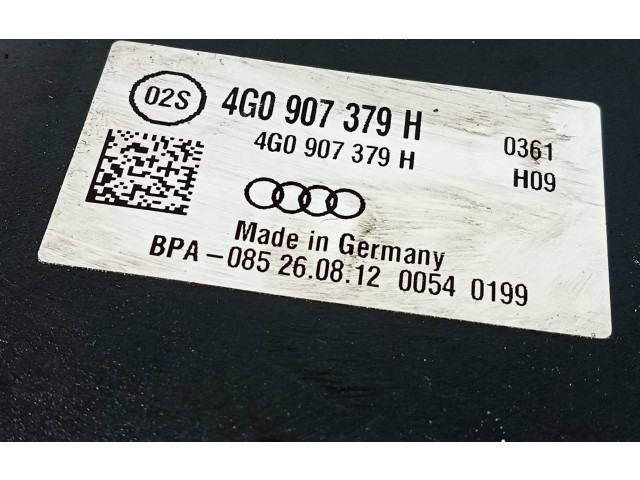 02S 4G0 907 379 H 0361
4G0 907 379 H H09
Made in Germany
BPA - 085 26.08.12 0054 0199